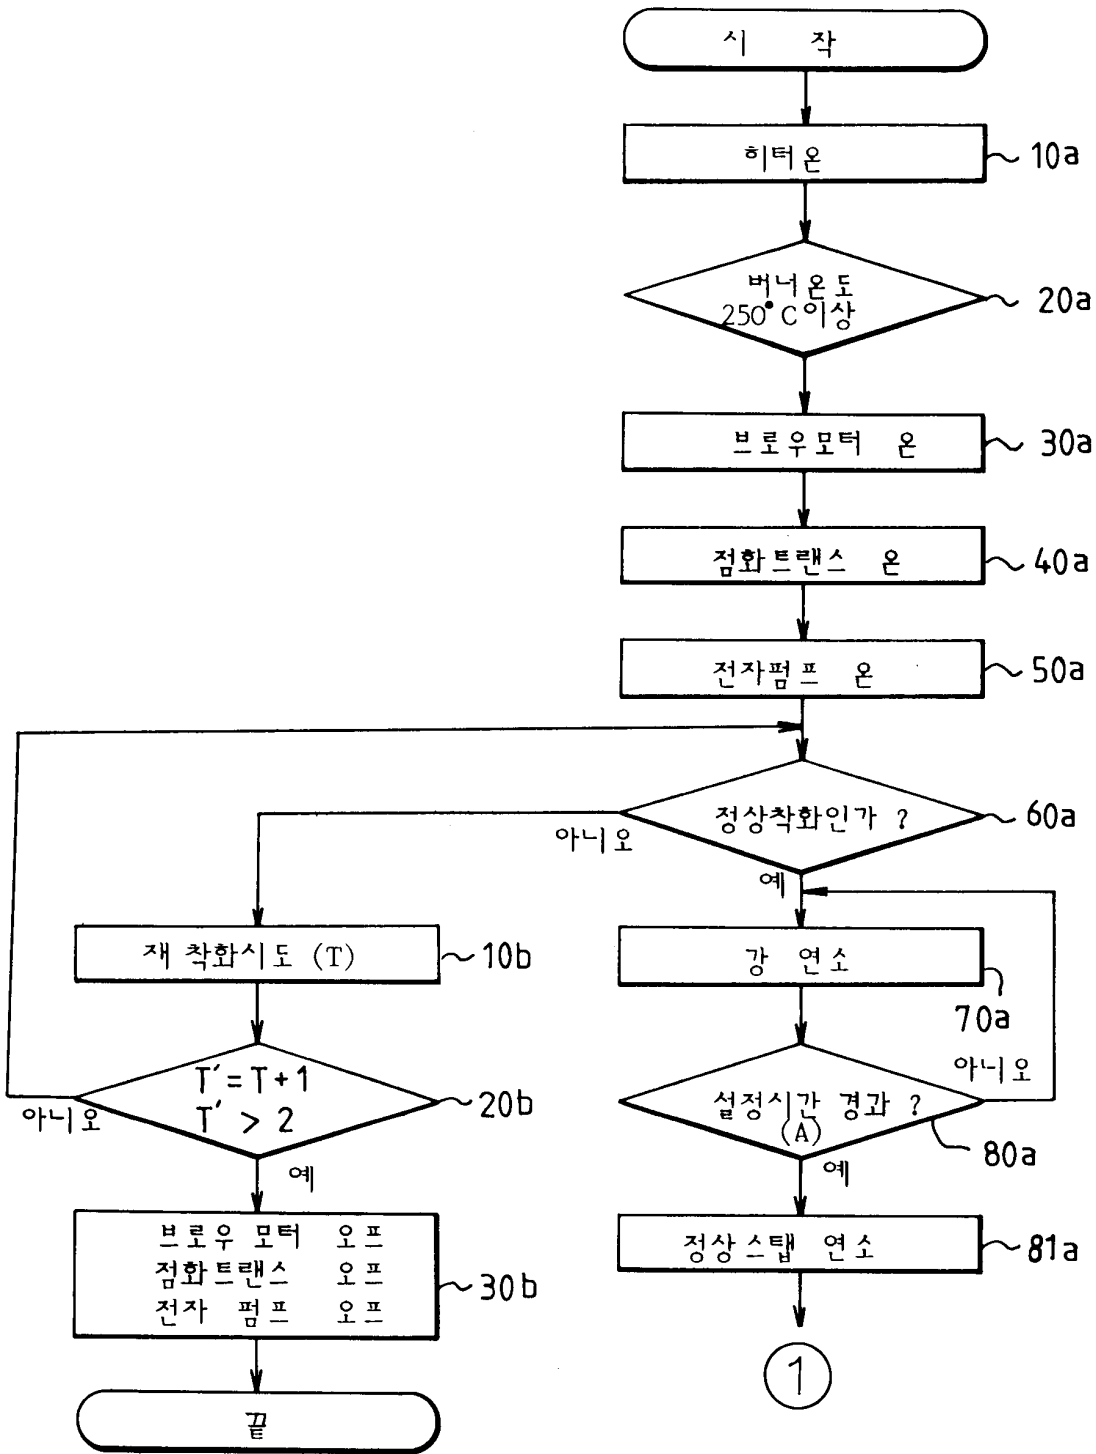 시 작
히터온
10a
버너온도
250°C이상
20a
브로우모터 온
30a
점화트랜스 온
40a
전자펌프 온
50a
정상착화인가 ?
60a
아니오
예
재 착화시도 (T)
10b
강 연소
70a
T' = T + 1
T' > 2
20b
아니오
예
설정시간 경과 ?
(A)
80a
아니오
예
브로우 모터 오프
점화트랜스 오프
전자 펌프 오프
30b
정상스탭 연소
81a
1
끝